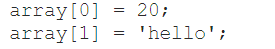 array[0] = 20;
array[1] = 'hello';